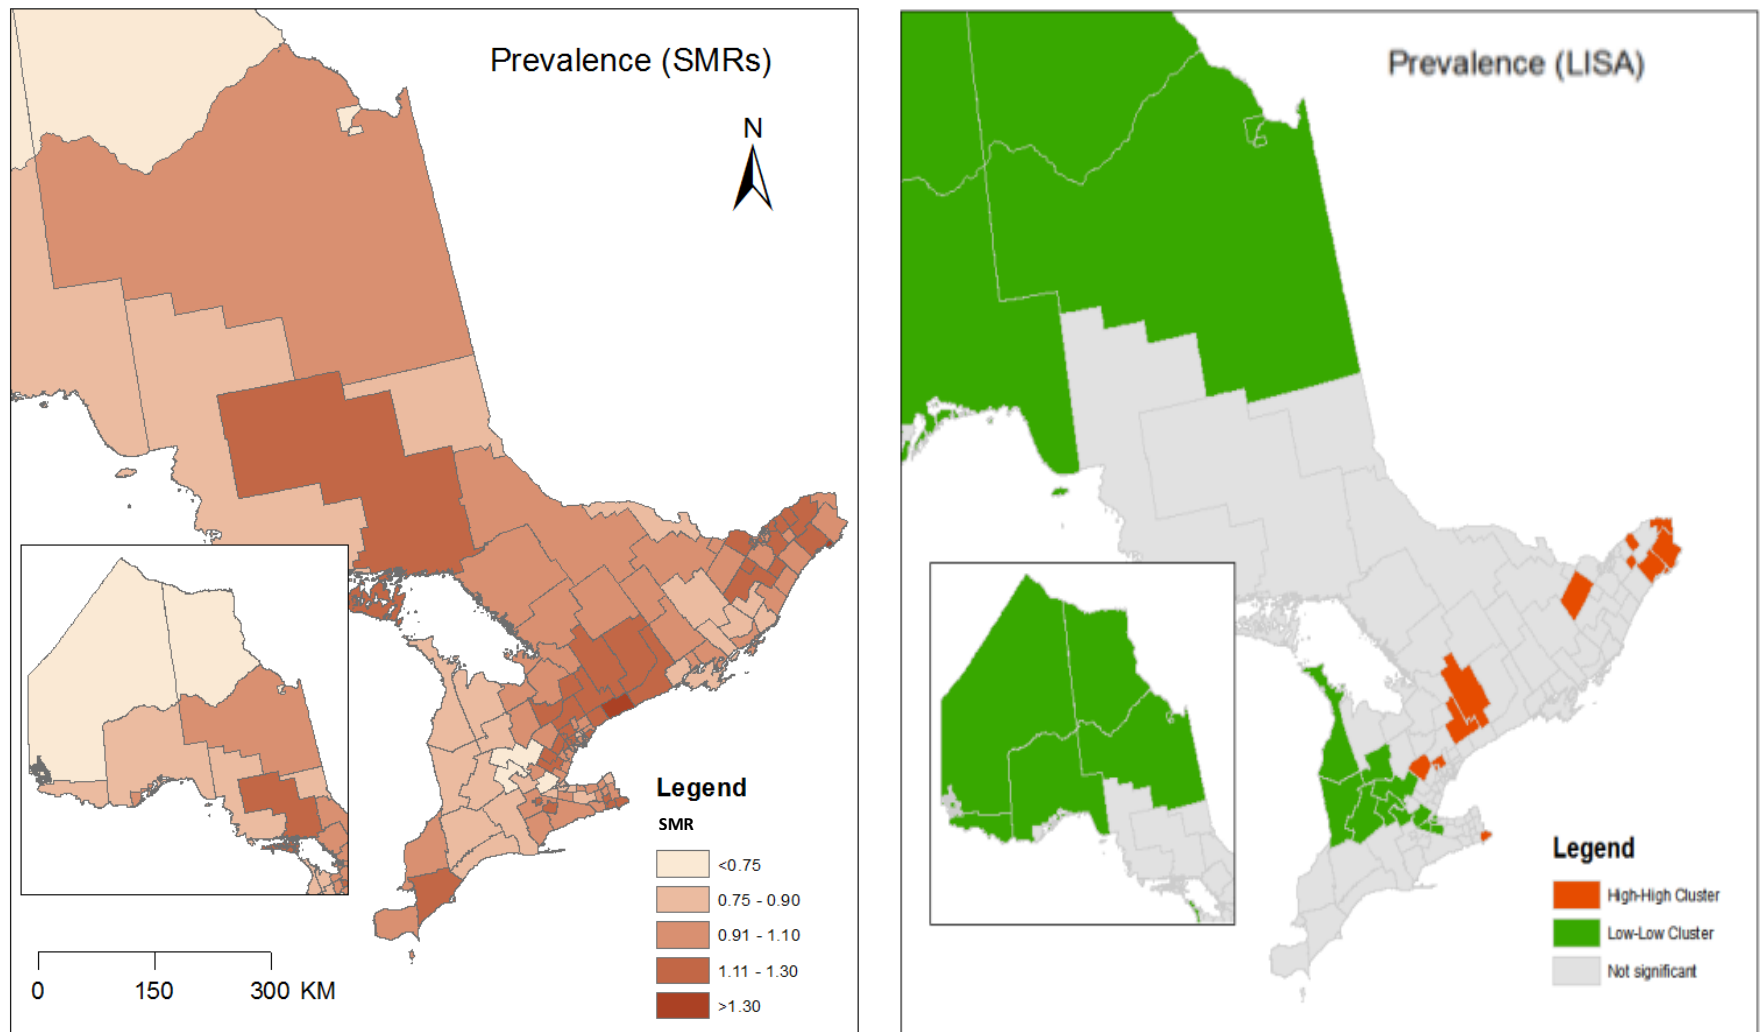 Prevalence (SMRs)
N
Legend
SMR
<0.75
0.75 - 0.90
0.91 - 1.10
1.11 - 1.30
>1.30
0 150 300 KM
Prevalence (LISA)
Legend
High-High Cluster
Low-Low Cluster
Not significant